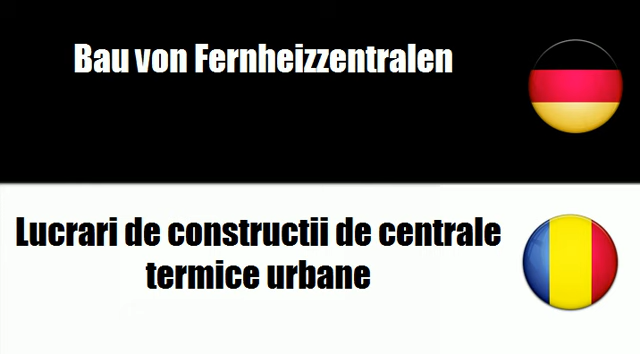 Bau von Fernheizzentralen
Lucrari de constructii de centrale
termice urbane